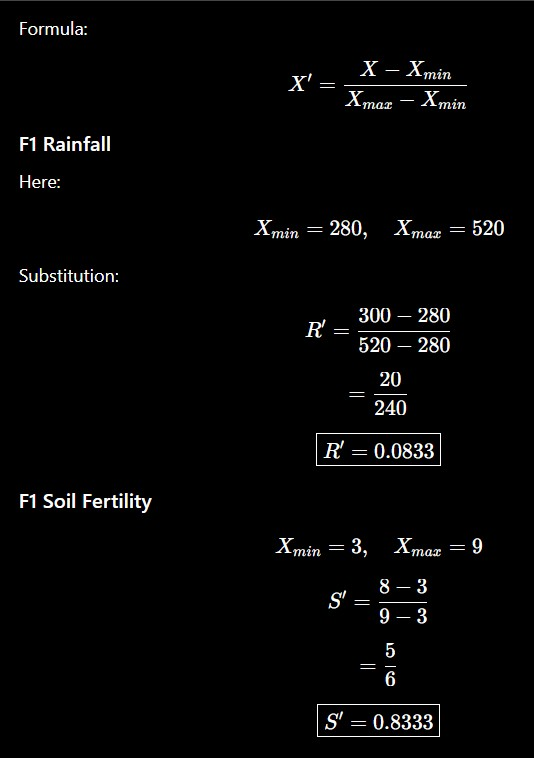 Formula:
X′ = (X − X_min) / (X_max − X_min)
F1 Rainfall
Here:
X_min = 280, X_max = 520
Substitution:
R′ = (300 − 280) / (520 − 280)
= 20 / 240
R′ = 0.0833
F1 Soil Fertility
X_min = 3, X_max = 9
S′ = (8 − 3) / (9 − 3)
= 5 / 6
S′ = 0.8333